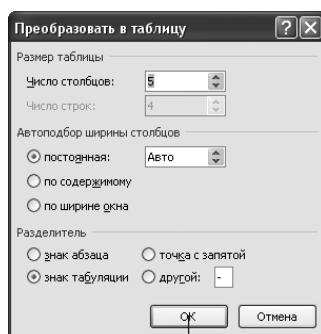 Преобразовать в таблицу
Размер таблицы
Число столбцов: 5
Число строк: 4
Автоподбор ширины столбцов
постоянная: Авто
по содержимому
по ширине окна
Разделитель
знак абзаца точка с запятой
знак табуляции другой: -
ОК Отмена